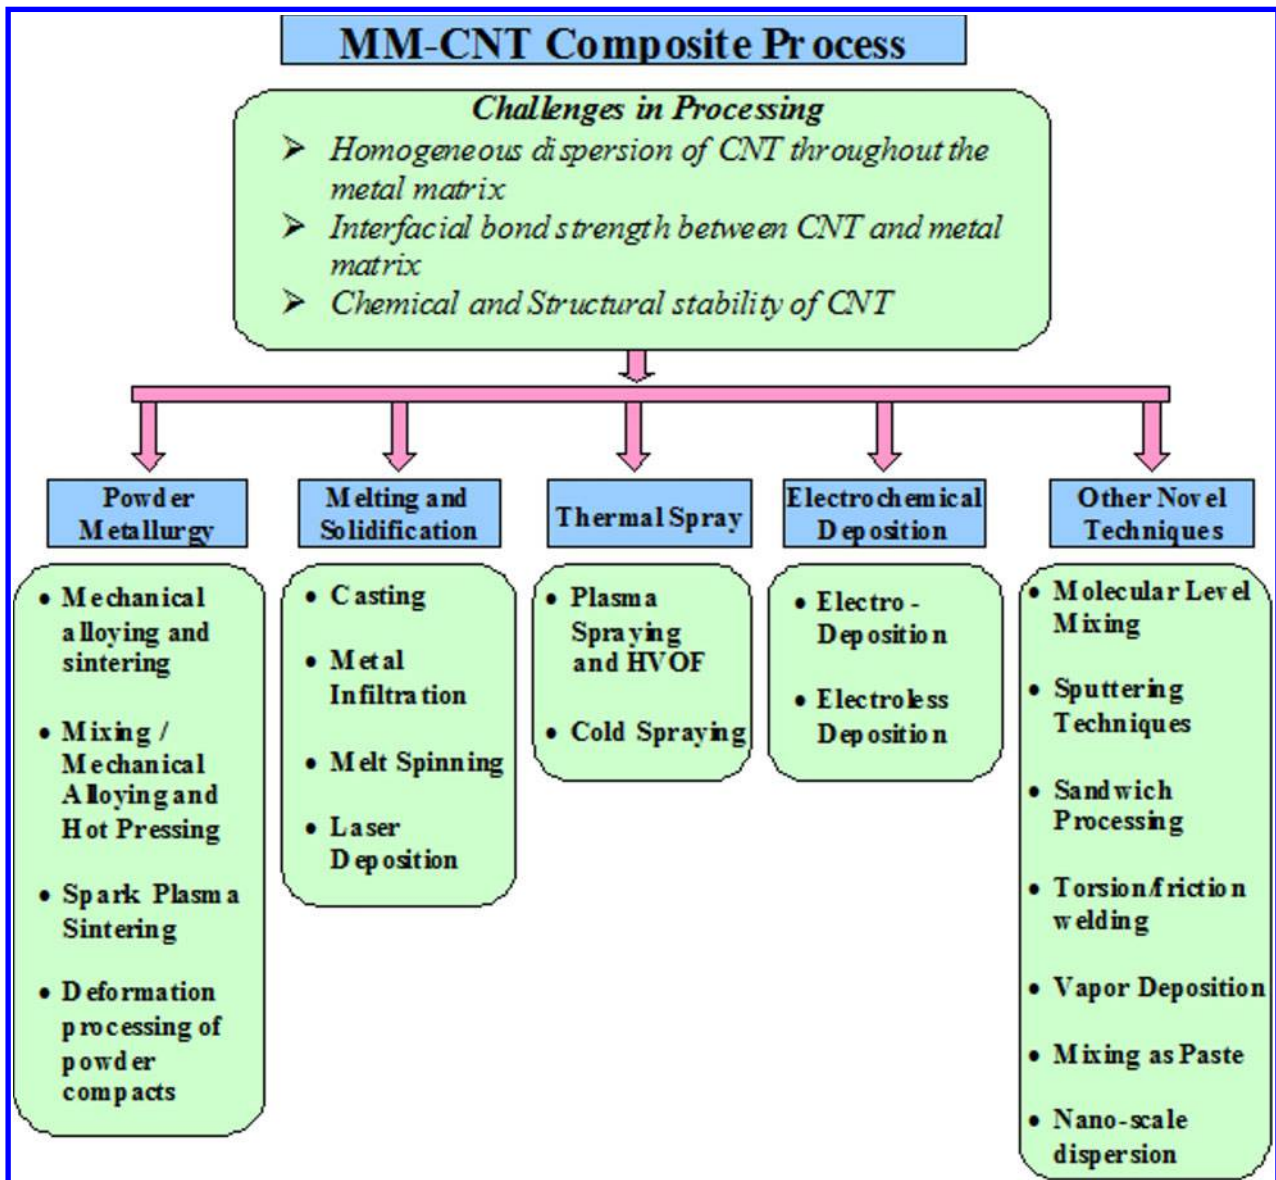 MM-CNT Composite Process
Challenges in Processing
➢ Homogeneous dispersion of CNT throughout the
metal matrix
➢ Interfacial bond strength between CNT and metal
matrix
➢ Chemical and Structural stability of CNT
Powder
Metallurgy
• Mechanical
alloying and
sintering
• Mixing /
Mechanical
Alloying and
Hot Pressing
• Spark Plasma
Sintering
• Deformation
processing of
powder
compacts
Melting and
Solidification
• Casting
• Metal
Infiltration
• Melt Spinning
• Laser
Deposition
Thermal Spray
• Plasma
Spraying
and HVOF
• Cold Spraying
Electrochemical
Deposition
• Electro-
Deposition
• Electroless
Deposition
Other Novel
Techniques
• Molecular Level
Mixing
• Sputtering
Techniques
• Sandwich
Processing
• Torsion/friction
welding
• Vapor Deposition
• Mixing as Paste
• Nano-scale
dispersion